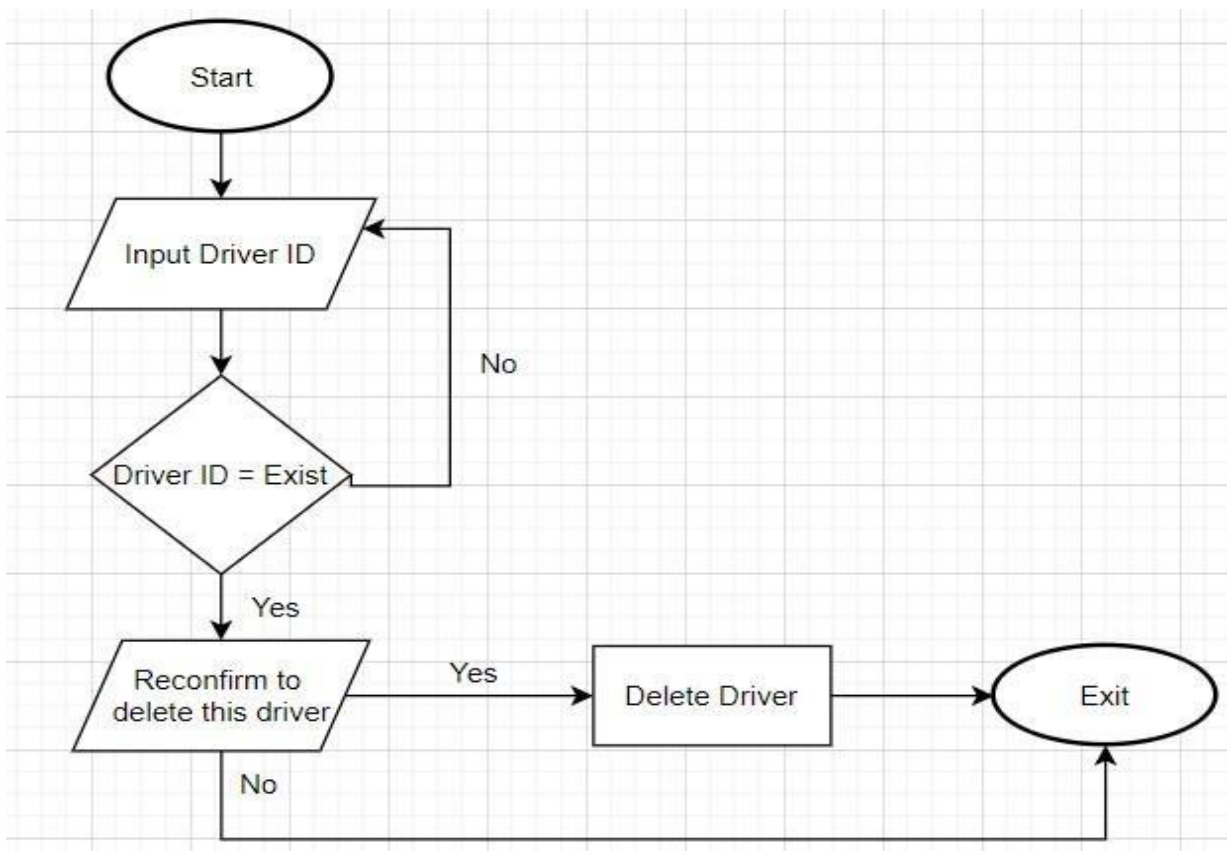 Start
Input Driver ID
No
Driver ID = Exist
Yes
Reconfirm to
delete this driver
Yes
Delete Driver
Exit
No